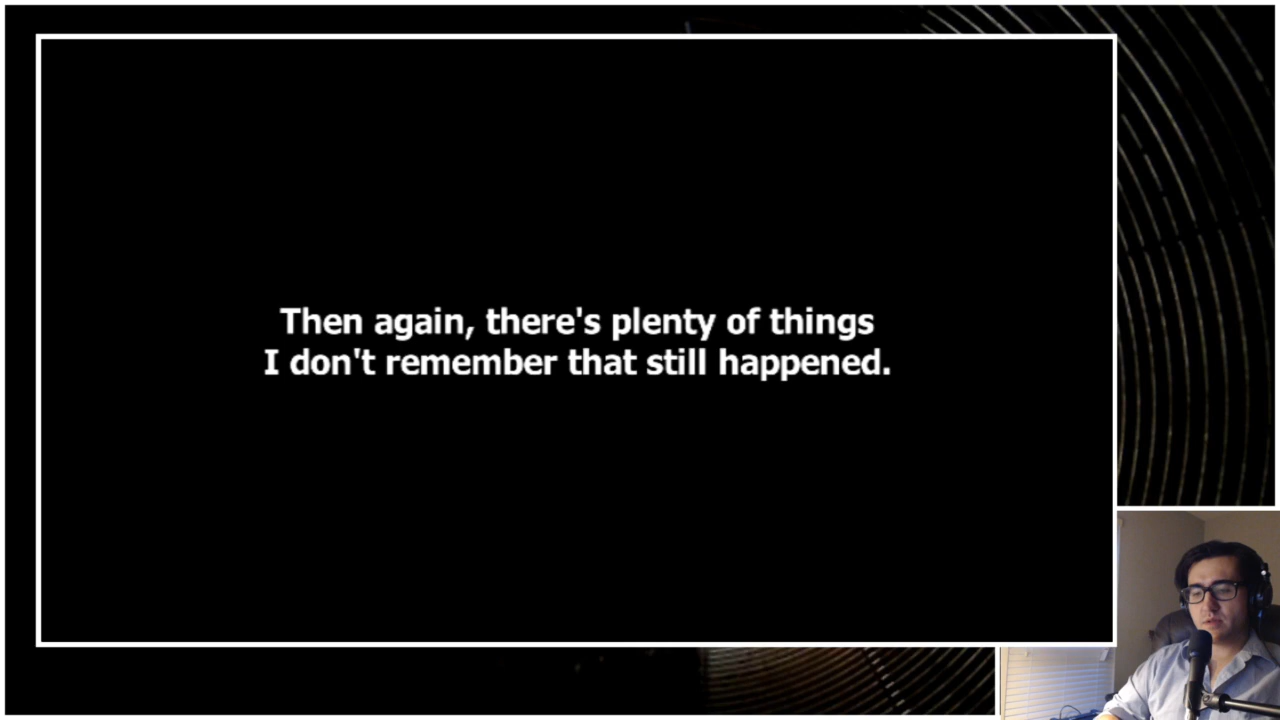 Then again, there's plenty of things
I don't remember that still happened.